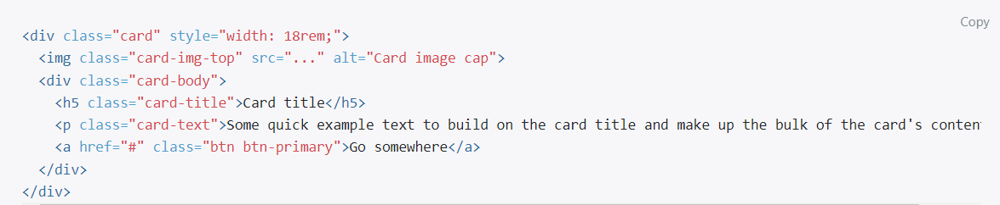 Copy
<div class="card" style="width: 18rem;">
<img class="card-img-top" src="..." alt="Card image cap">
<div class="card-body">
<h5 class="card-title">Card title</h5>
<p class="card-text">Some quick example text to build on the card title and make up the bulk of the card's conten
<a href="#" class="btn btn-primary">Go somewhere</a>
</div>
</div>